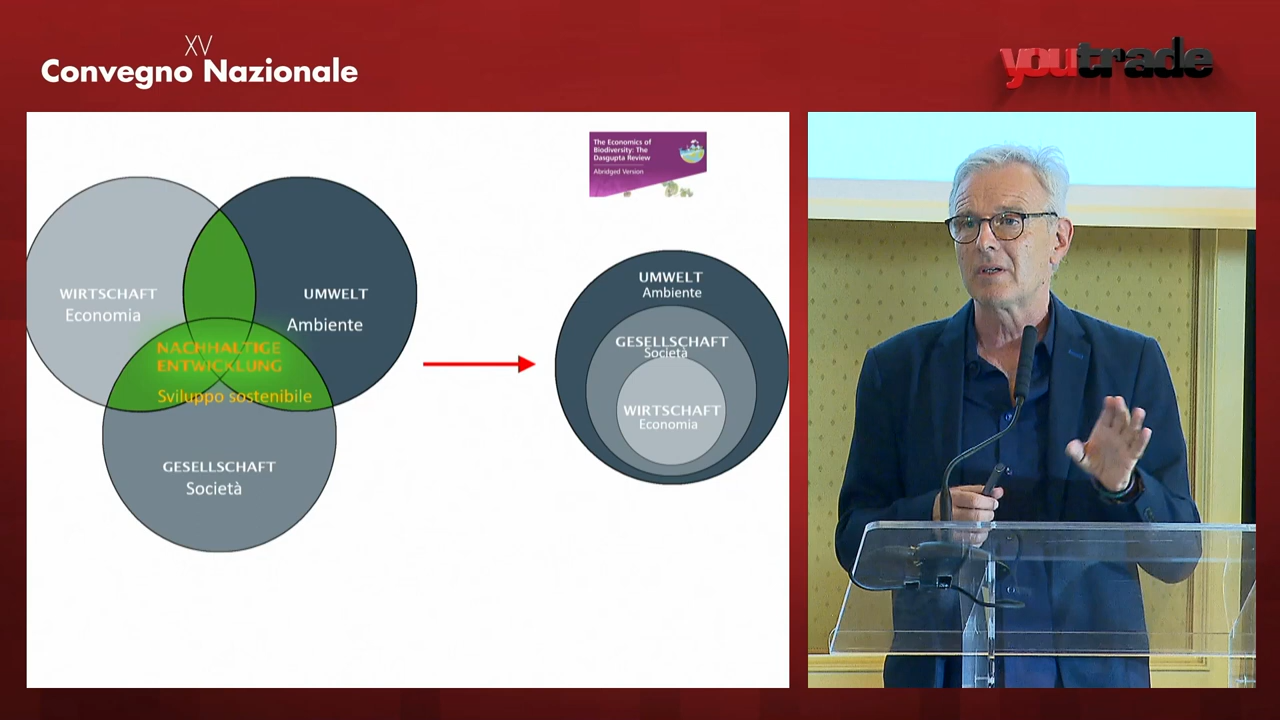 XV
Convegno Nazionale
youtrade
The Economics of
Biodiversity: The
Dasgupta Review
Abridged Version
WIRTSCHAFT
Economia
UMWELT
Ambiente
NACHHALTIGE
ENTWICKLUNG
Sviluppo sostenibile
GESELLSCHAFT
Società
UMWELT
Ambiente
GESELLSCHAFT
Società
WIRTSCHAFT
Economia